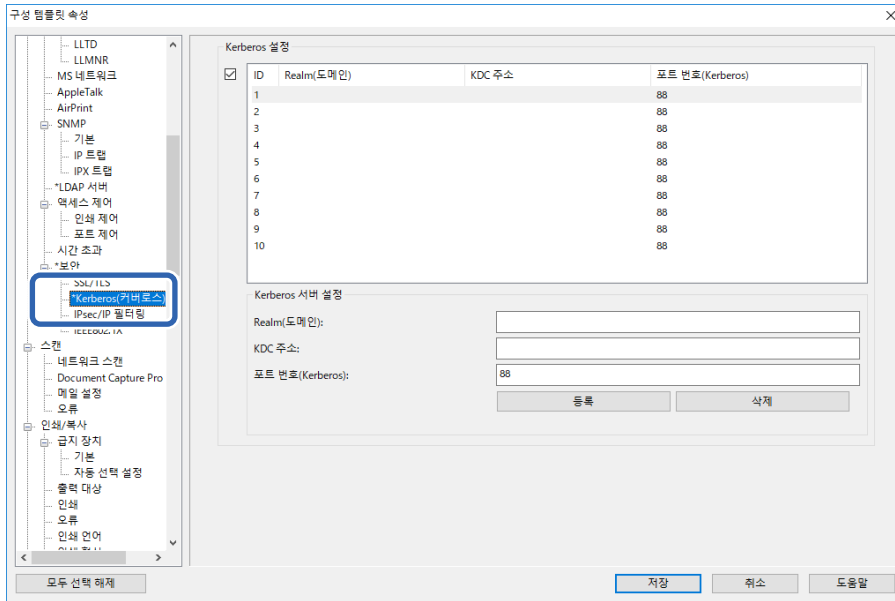 구성 템플릿 속성
LLTD
LLMNR
MS 네트워크
AppleTalk
AirPrint
SNMP
기본
IP 트랩
IPX 트랩
*LDAP 서버
액세스 제어
인쇄 제어
포트 제어
시간 초과
*보안
SSL/TLS
*Kerberos(커버로스)
IPsec/IP 필터링
IEEE802.1X
스캔
네트워크 스캔
Document Capture Pro
메일 설정
오류
인쇄/복사
급지 장치
기본
자동 선택 설정
출력 대상
인쇄
오류
인쇄 언어
Kerberos 설정
ID Realm(도메인) KDC 주소 포트 번호(Kerberos)
1 88
2 88
3 88
4 88
5 88
6 88
7 88
8 88
9 88
10 88
Kerberos 서버 설정
Realm(도메인):
KDC 주소:
포트 번호(Kerberos): 88
등록 삭제
모두 선택 해제 저장 취소 도움말